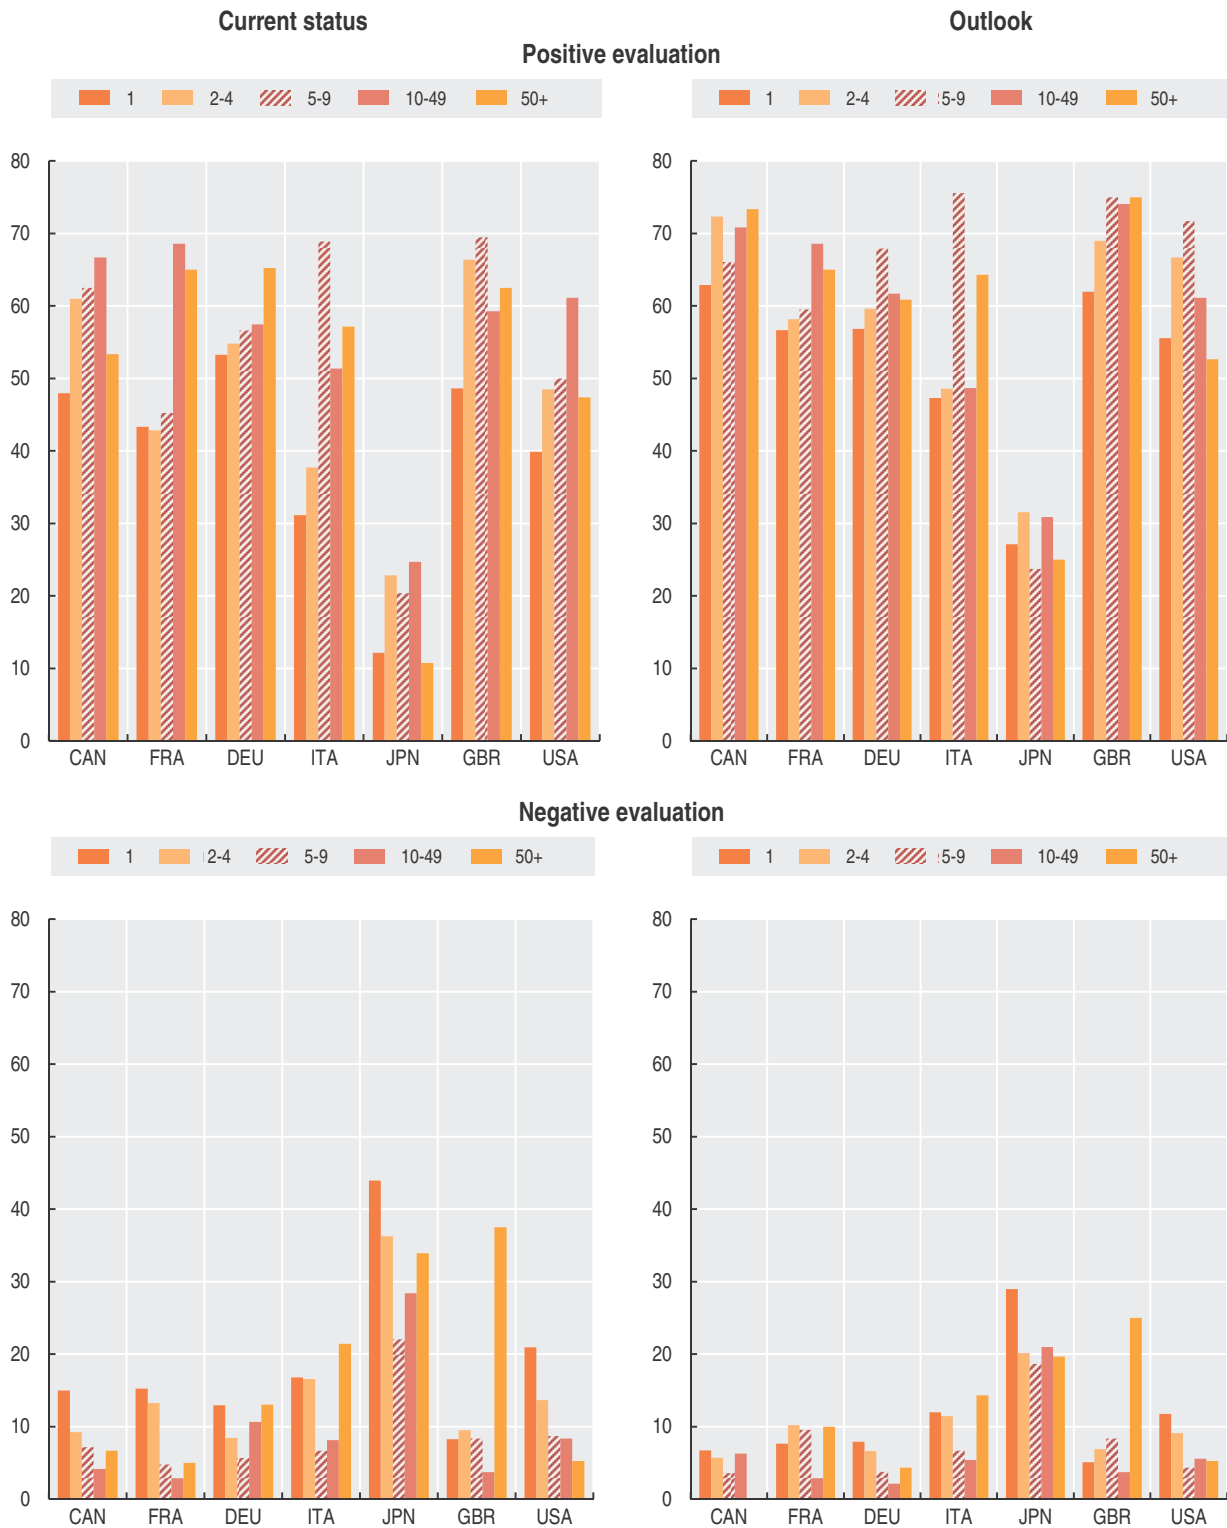 Current status Outlook
Positive evaluation
1 2-4 5-9 10-49 50+ 1 2-4 5-9 10-49 50+
80 80
70 70
60 60
50 50
40 40
30 30
20 20
10 10
0 0
CAN FRA DEU ITA JPN GBR USA CAN FRA DEU ITA JPN GBR USA
Negative evaluation
1 2-4 5-9 10-49 50+ 1 2-4 5-9 10-49 50+
80 80
70 70
60 60
50 50
40 40
30 30
20 20
10 10
0 0
CAN FRA DEU ITA JPN GBR USA CAN FRA DEU ITA JPN GBR USA